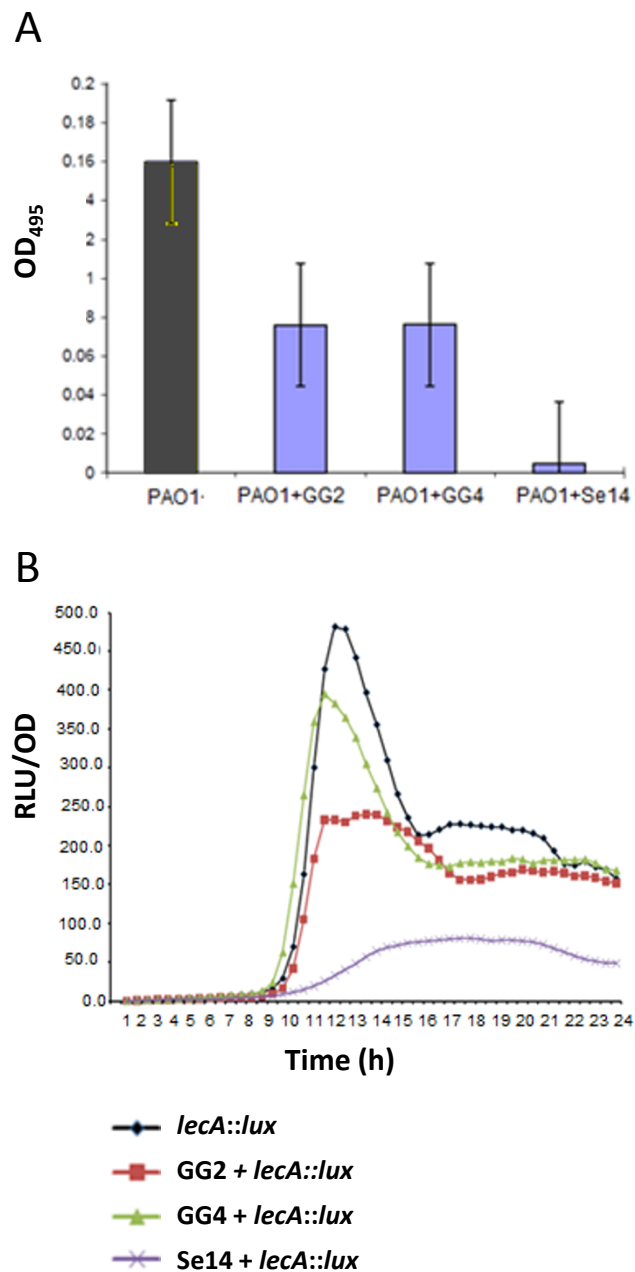 A
0.2
0.18
0.16
4
2
1
8
0.06
0.04
0.02
0
OD495
PAO1· PAO1+GG2 PAO1+GG4 PAO1+Se14
B
500.0
450.0
400.0
350.0
300.0
250.0
200.0
150.0
100.0
50.0
0.0
RLU/OD
1 2 3 4 5 6 7 8 9 10 11 12 13 14 15 16 17 18 19 20 21 22 23 24
Time (h)
lecA::lux
GG2 + lecA::lux
GG4 + lecA::lux
Se14 + lecA::lux